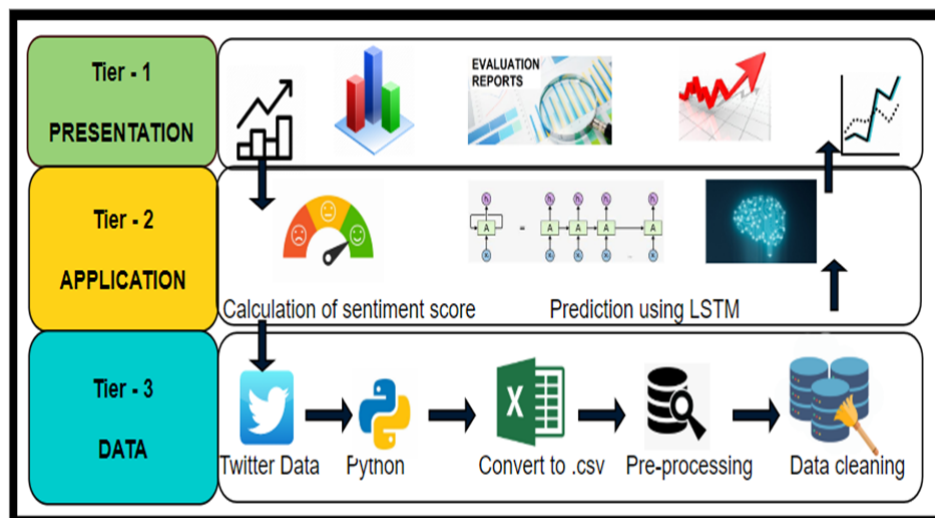 Tier - 1
PRESENTATION
EVALUATION
REPORTS
Tier - 2
APPLICATION
A
=
A
A
A
A
Calculation of sentiment score
Prediction using LSTM
Tier - 3
DATA
X
Twitter Data
Python
Convert to .csv
Pre-processing
Data cleaning